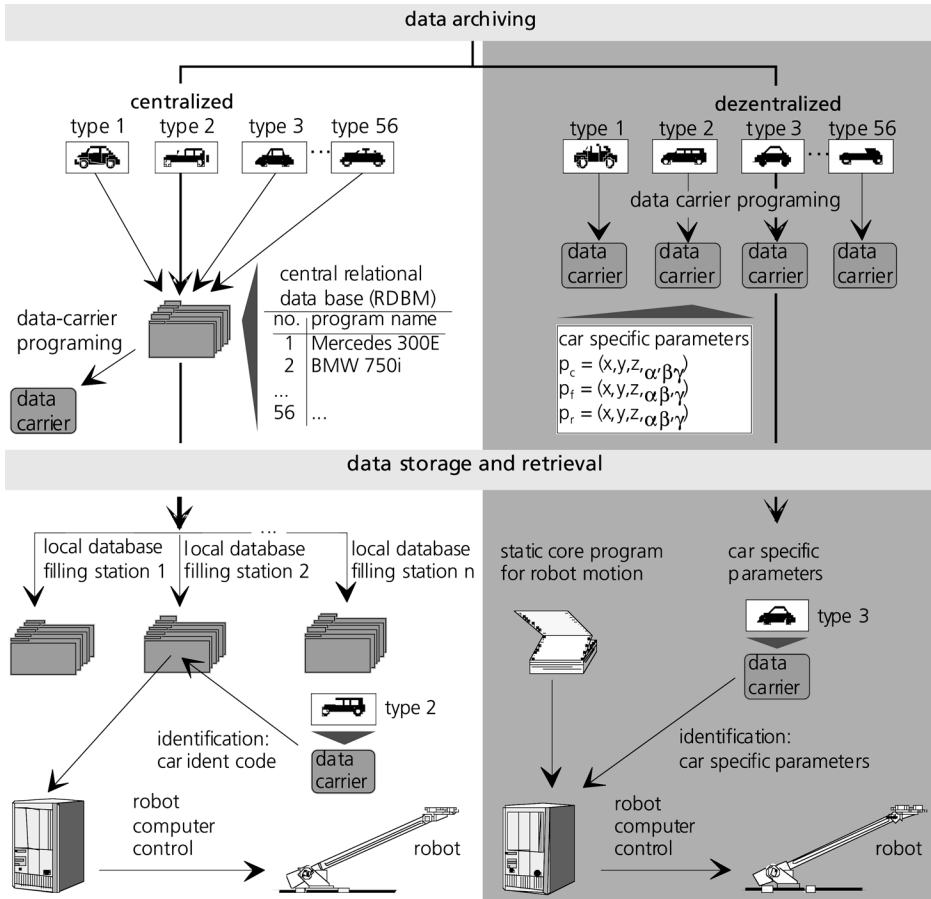 data archiving
centralized
type 1 type 2 type 3 ... type 56
data-carrier
programing
data
carrier
central relational
data base (RDBM)
no. program name
1 Mercedes 300E
2 BMW 750i
...
56 ...
dezentralized
type 1 type 2 type 3 ... type 56
data carrier programing
data
carrier
data
carrier
data
carrier
data
carrier
car specific parameters
pc = (x,y,z,α,β,γ)
pf = (x,y,z,α,β,γ)
pr = (x,y,z,α,β,γ)
data storage and retrieval
...
local database
filling station 1
local database
filling station 2
local database
filling station n
type 2
data
carrier
identification:
car ident code
robot
computer
control
robot
static core program
for robot motion
car specific
parameters
type 3
data
carrier
identification:
car specific parameters
robot
computer
control
robot